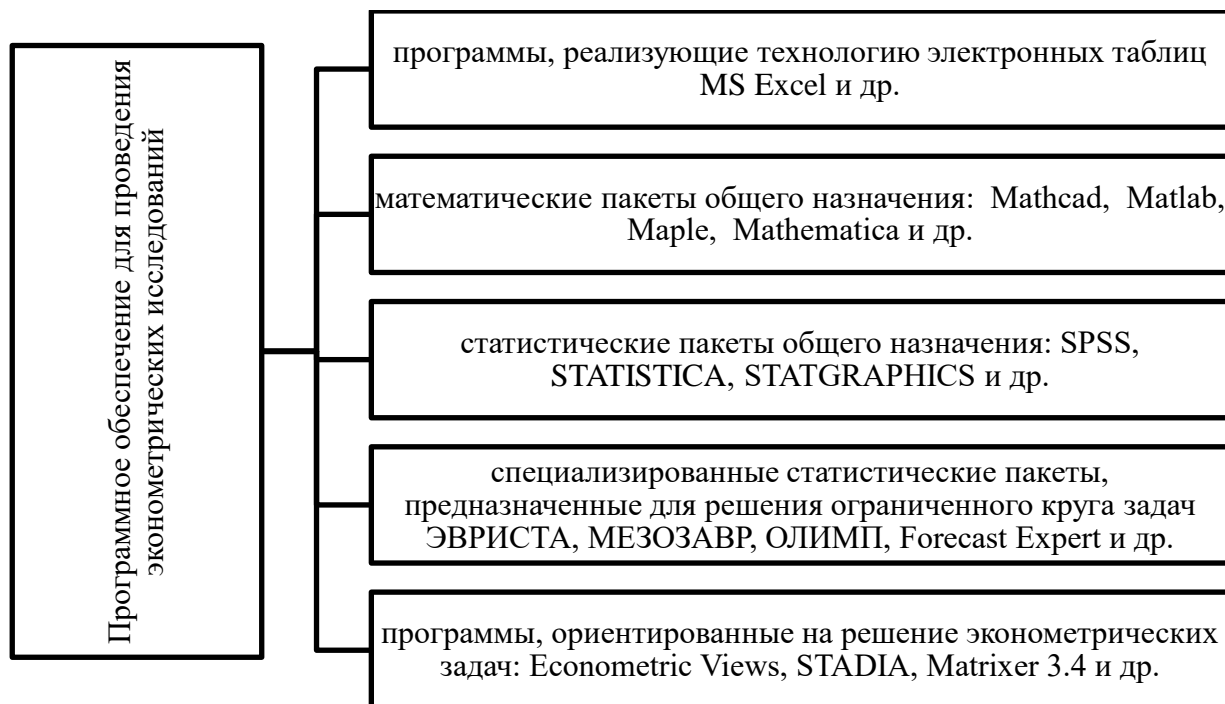 Программное обеспечение для проведения
эконометрических исследований
программы, реализующие технологию электронных таблиц
MS Excel и др.
математические пакеты общего назначения: Mathcad, Matlab,
Maple, Mathematica и др.
статистические пакеты общего назначения: SPSS,
STATISTICA, STATGRAPHICS и др.
специализированные статистические пакеты,
предназначенные для решения ограниченного круга задач
ЭВРИСТА, МЕЗОЗАВР, ОЛИМП, Forecast Expert и др.
программы, ориентированные на решение эконометрических
задач: Econometric Views, STADIA, Matrixer 3.4 и др.